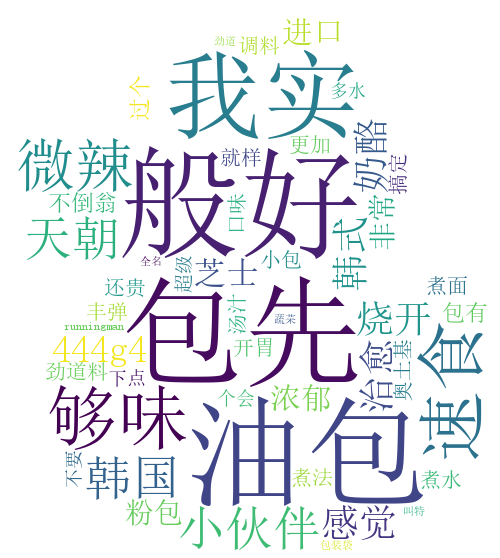 劲道
调料
进口
我实
多水
过个
微辣
般好
就样
更加
奶酪
搞定
不倒翁
口味
非常
天朝
韩式
全名
超级
芝士
小包
还贵
包先
煮面
丰弹
汤汁
蔬菜
烧开
包有
runningman
速食
444g4
开胃
治愈
奥土基
劲道料
下点
够味
油包
个会
浓郁
不要
韩国
煮法
煮水
粉包
小伙伴
感觉
叫特
包装袋